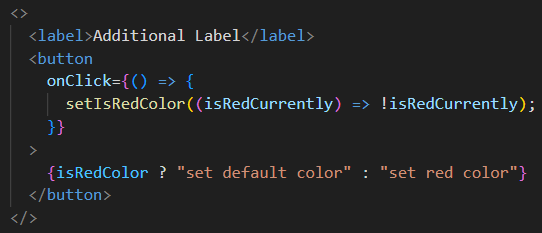 <>
<label>Additional Label</label>
<button
onClick={() => {
setIsRedColor((isRedCurrently) => !isRedCurrently);
}}
>
{isRedColor ? "set default color" : "set red color"}
</button>
</>